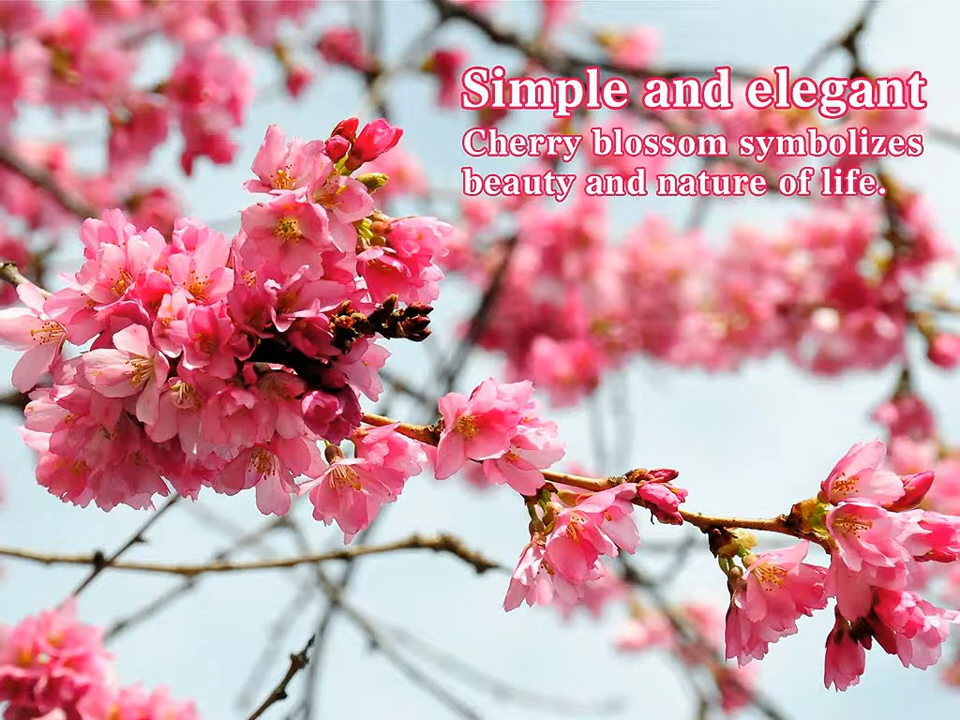 Simple and elegant
Cherry blossom symbolizes
beauty and nature of life.